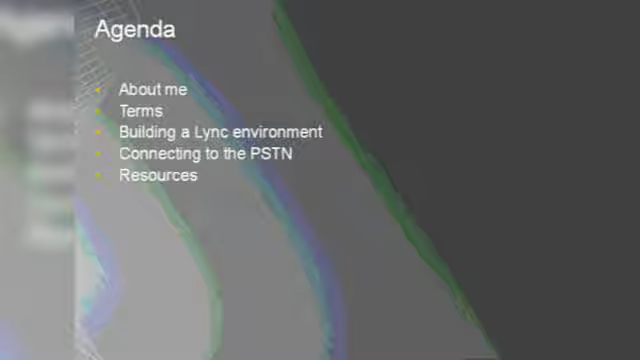 Agenda
About me
Terms
Building a Lync environment
Connecting to the PSTN
Resources